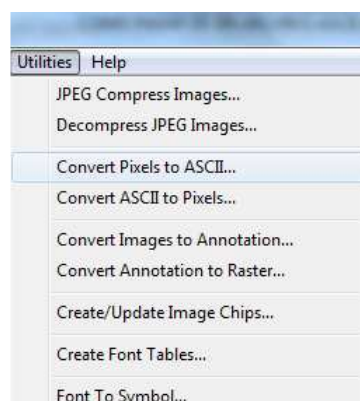 Utilities Help
JPEG Compress Images...
Decompress JPEG Images...
Convert Pixels to ASCII...
Convert ASCII to Pixels...
Convert Images to Annotation...
Convert Annotation to Raster...
Create/Update Image Chips...
Create Font Tables...
Font To Symbol...